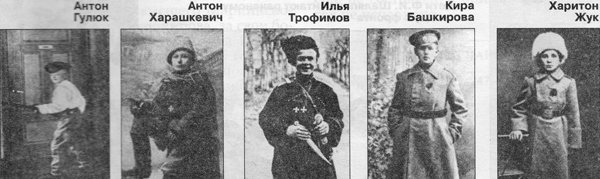 Антон
Гулюк
Антон
Харашкевич
Илья
Трофимов
Кира
Башкирова
Харитон
Жук